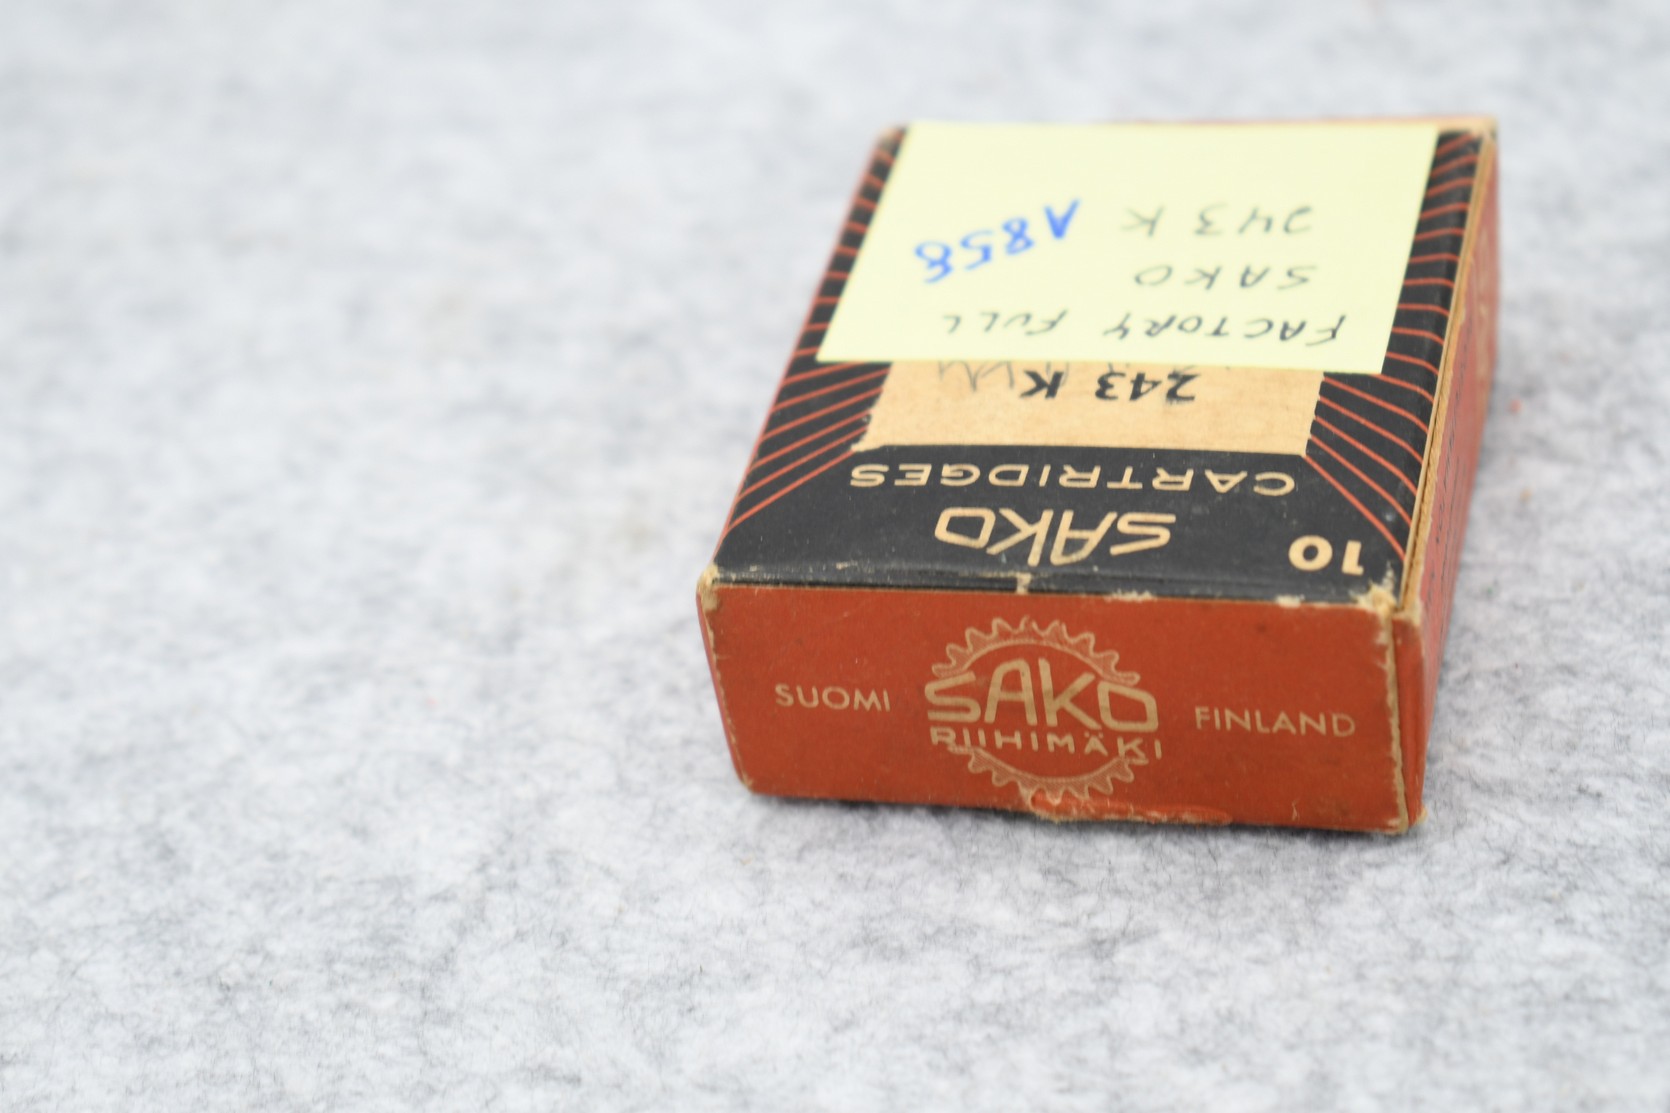 FACTORY FULL
SAKO
243 K A858
243 K
CARTRIDGES
SAKO
10
SUOMI SAKO RIIHIMÄKI FINLAND